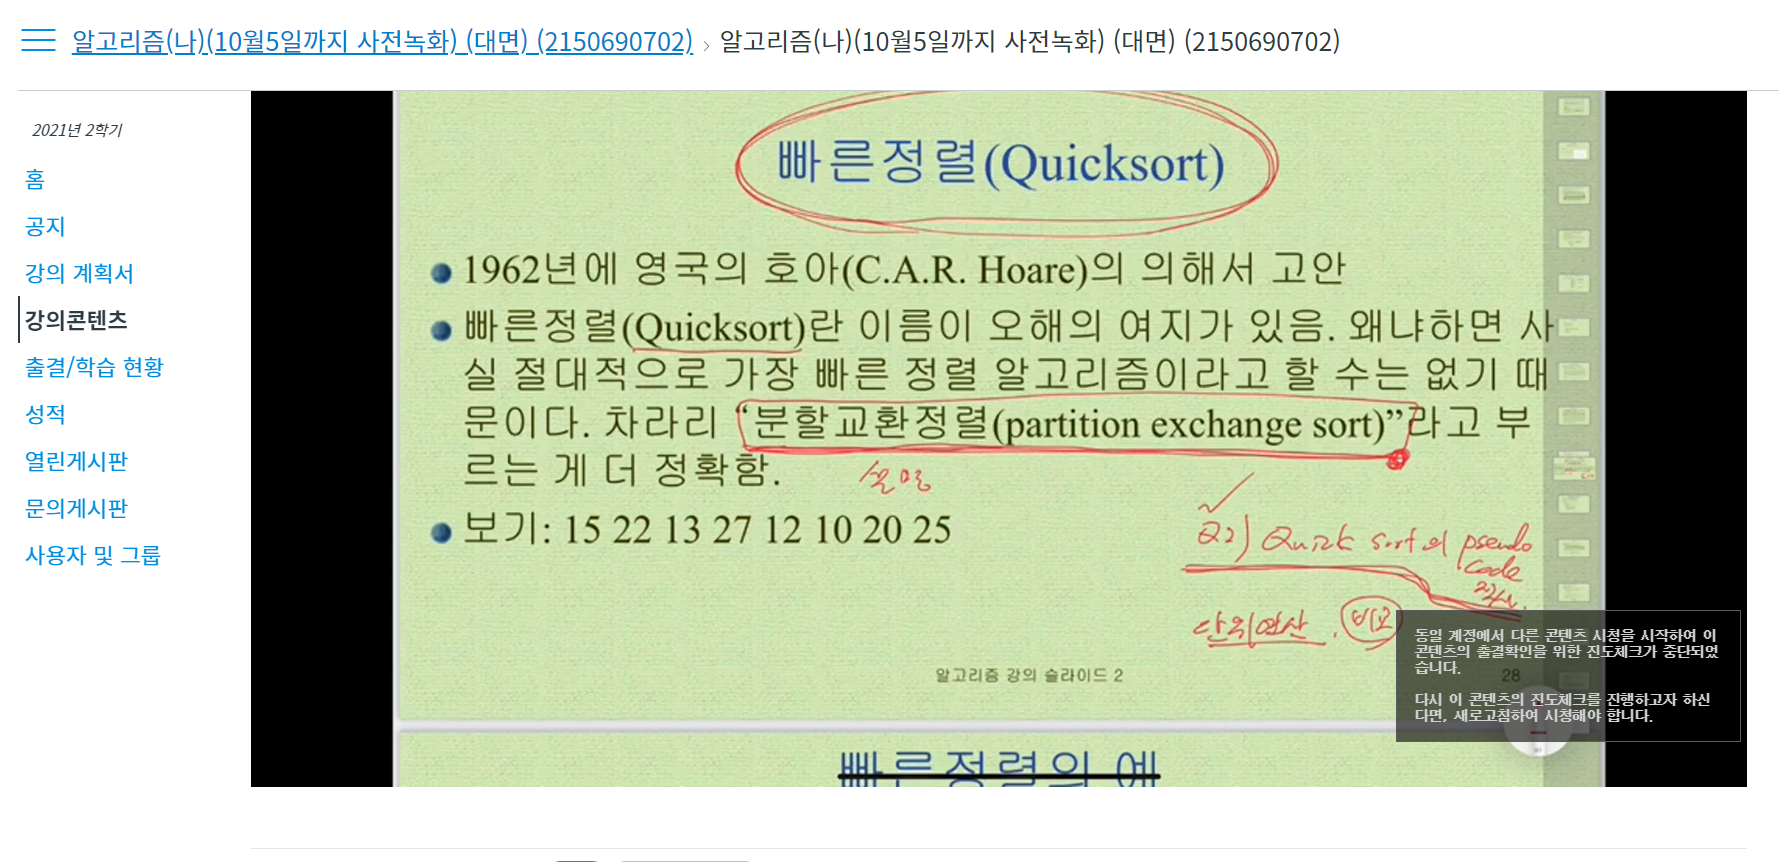 알고리즘(나)(10월5일까지 사전녹화) (대면) (2150690702) › 알고리즘(나)(10월5일까지 사전녹화) (대면) (2150690702)
2021년 2학기
홈
공지
강의 계획서
강의콘텐츠
출결/학습 현황
성적
열린게시판
문의게시판
사용자 및 그룹
빠른정렬(Quicksort)
1962년에 영국의 호아(C.A.R. Hoare)의 의해서 고안
빠른정렬(Quicksort)란 이름이 오해의 여지가 있음. 왜냐하면 사
실 절대적으로 가장 빠른 정렬 알고리즘이라고 할 수는 없기 때
문이다. 차라리 “분할교환정렬(partition exchange sort)”라고 부
르는 게 더 정확함.
설명
보기: 15 22 13 27 12 10 20 25
Q2) Quick sort의 pseudo
code
단위연산, 비교
알고리즘 강의 슬라이드 2
28
동일 계정에서 다른 콘텐츠 시청을 시작하여 이
콘텐츠의 출결확인을 위한 진도체크가 중단되었
습니다.
다시 이 콘텐츠의 진도체크를 진행하고자 하신
다면, 새로고침하여 시청해야 합니다.
빠른정렬의 예